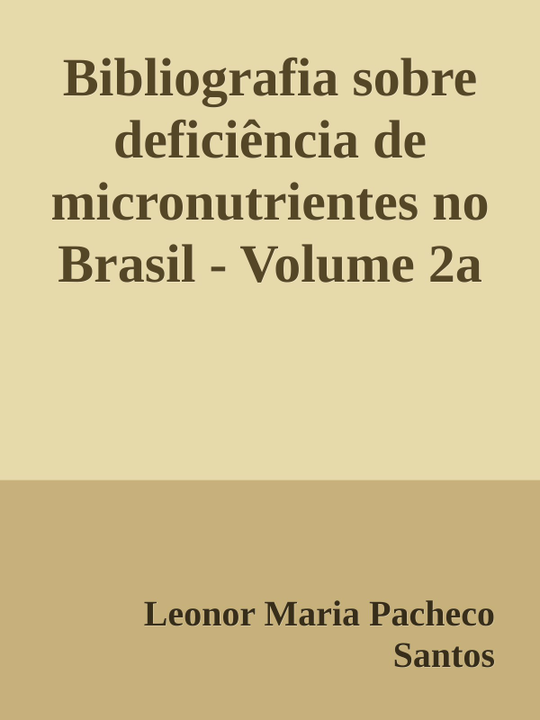 Bibliografia sobre
deficiência de
micronutrientes no
Brasil - Volume 2a
Leonor Maria Pacheco
Santos